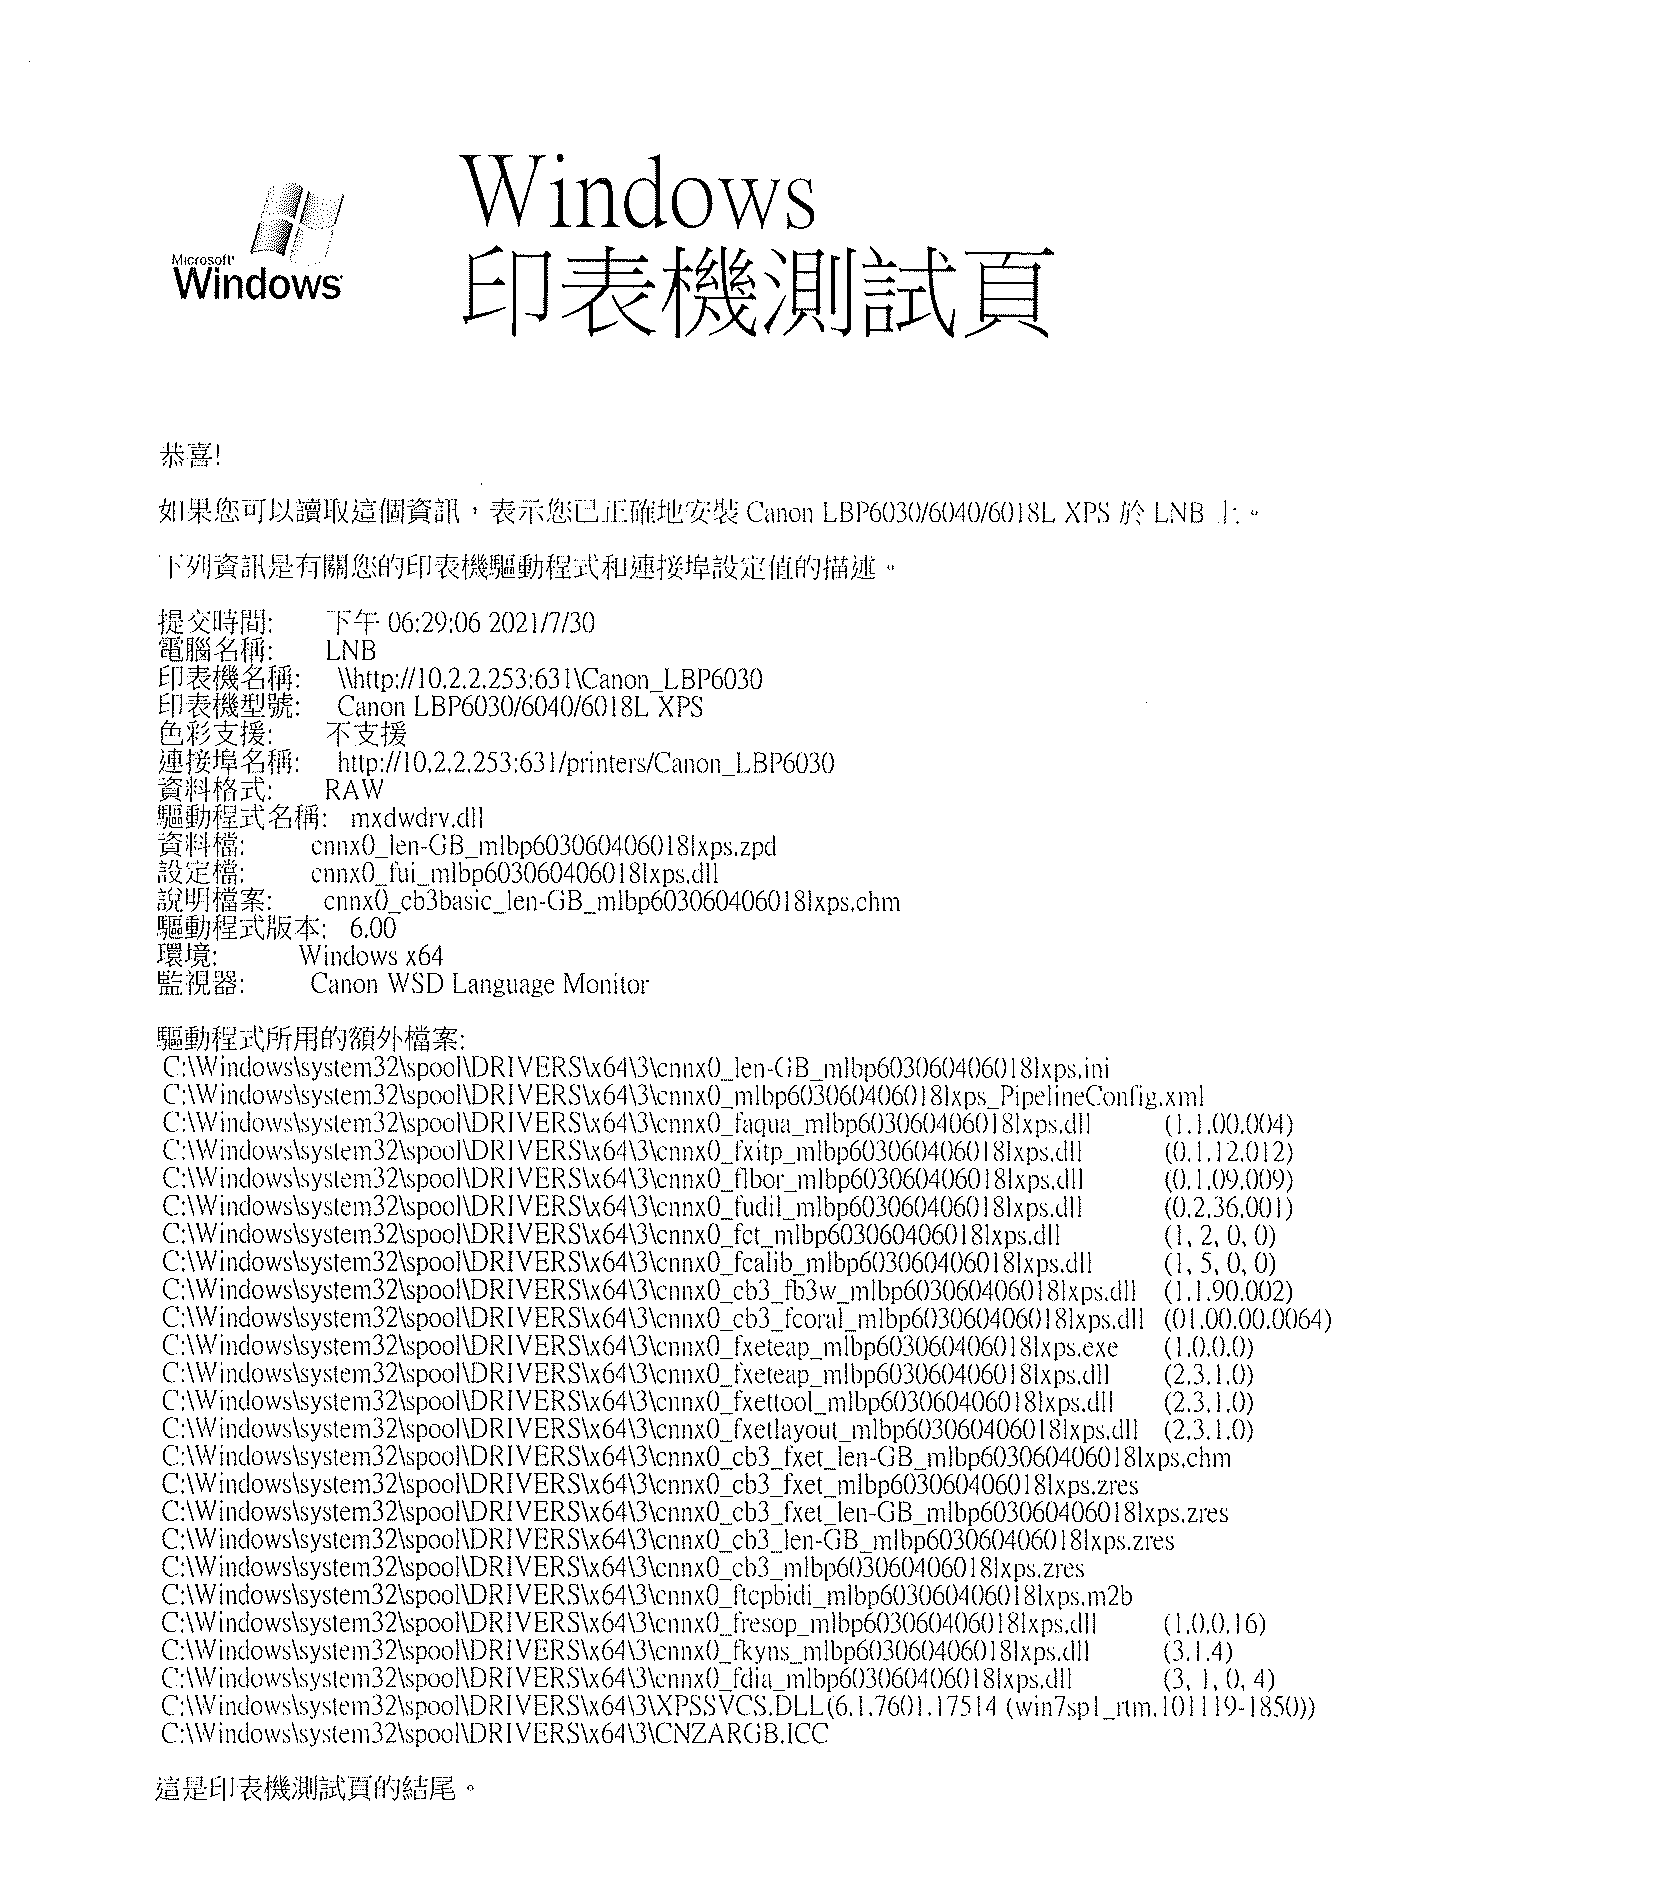 Microsoft
Windows
Windows
印表機測試頁
恭喜!
如果您可以讀取這個資訊，表示您已正確地安裝 Canon LBP6030/6040/6018L XPS 於 LNB 上。
下列資訊是有關您的印表機驅動程式和連接埠設定值的描述。
提交時間: 下午 06:29:06 2021/7/30
電腦名稱: LNB
印表機名稱: \\http://10.2.2.253:631\Canon_LBP6030
印表機型號: Canon LBP6030/6040/6018L XPS
色彩支援: 不支援
連接埠名稱: http://10.2.2.253:631/printers/Canon_LBP6030
資料格式: RAW
驅動程式名稱: mxdwdrv.dll
資料檔: cnnx0_len-GB_mlbp603060406018lxps.zpd
設定檔: cnnx0_fui_mlbp603060406018lxps.dll
說明檔案: cnnx0_cb3basic_len-GB_mlbp603060406018lxps.chm
驅動程式版本: 6.00
環境: Windows x64
監視器: Canon WSD Language Monitor
驅動程式所用的額外檔案:
C:\Windows\system32\spool\DRIVERS\x64\3\cnnx0_len-GB_mlbp603060406018lxps.ini
C:\Windows\system32\spool\DRIVERS\x64\3\cnnx0_mlbp603060406018lxps_PipelineConfig.xml
C:\Windows\system32\spool\DRIVERS\x64\3\cnnx0_faqua_mlbp603060406018lxps.dll (1.1.00.004)
C:\Windows\system32\spool\DRIVERS\x64\3\cnnx0_fxitp_mlbp603060406018lxps.dll (0.1.12.012)
C:\Windows\system32\spool\DRIVERS\x64\3\cnnx0_flbor_mlbp603060406018lxps.dll (0.1.09.009)
C:\Windows\system32\spool\DRIVERS\x64\3\cnnx0_fudil_mlbp603060406018lxps.dll (0.2.36.001)
C:\Windows\system32\spool\DRIVERS\x64\3\cnnx0_fct_mlbp603060406018lxps.dll (1, 2, 0, 0)
C:\Windows\system32\spool\DRIVERS\x64\3\cnnx0_fcalib_mlbp603060406018lxps.dll (1, 5, 0, 0)
C:\Windows\system32\spool\DRIVERS\x64\3\cnnx0_cb3_fb3w_mlbp603060406018lxps.dll (1.1.90.002)
C:\Windows\system32\spool\DRIVERS\x64\3\cnnx0_cb3_fcoral_mlbp603060406018lxps.dll (01.00.00.0064)
C:\Windows\system32\spool\DRIVERS\x64\3\cnnx0_fxeteap_mlbp603060406018lxps.exe (1.0.0.0)
C:\Windows\system32\spool\DRIVERS\x64\3\cnnx0_fxeteap_mlbp603060406018lxps.dll (2.3.1.0)
C:\Windows\system32\spool\DRIVERS\x64\3\cnnx0_fxettool_mlbp603060406018lxps.dll (2.3.1.0)
C:\Windows\system32\spool\DRIVERS\x64\3\cnnx0_fxetlayout_mlbp603060406018lxps.dll (2.3.1.0)
C:\Windows\system32\spool\DRIVERS\x64\3\cnnx0_cb3_fxet_len-GB_mlbp603060406018lxps.chm
C:\Windows\system32\spool\DRIVERS\x64\3\cnnx0_cb3_fxet_mlbp603060406018lxps.zres
C:\Windows\system32\spool\DRIVERS\x64\3\cnnx0_cb3_fxet_len-GB_mlbp603060406018lxps.zres
C:\Windows\system32\spool\DRIVERS\x64\3\cnnx0_cb3_len-GB_mlbp603060406018lxps.zres
C:\Windows\system32\spool\DRIVERS\x64\3\cnnx0_cb3_mlbp603060406018lxps.zres
C:\Windows\system32\spool\DRIVERS\x64\3\cnnx0_ftcpbidi_mlbp603060406018lxps.m2b
C:\Windows\system32\spool\DRIVERS\x64\3\cnnx0_fresop_mlbp603060406018lxps.dll (1.0.0.16)
C:\Windows\system32\spool\DRIVERS\x64\3\cnnx0_fkyns_mlbp603060406018lxps.dll (3.1.4)
C:\Windows\system32\spool\DRIVERS\x64\3\cnnx0_fdia_mlbp603060406018lxps.dll (3, 1, 0, 4)
C:\Windows\system32\spool\DRIVERS\x64\3\XPSSVCS.DLL(6.1.7601.17514 (win7sp1_rtm.101119-1850))
C:\Windows\system32\spool\DRIVERS\x64\3\CNZARGB.ICC
這是印表機測試頁的結尾。